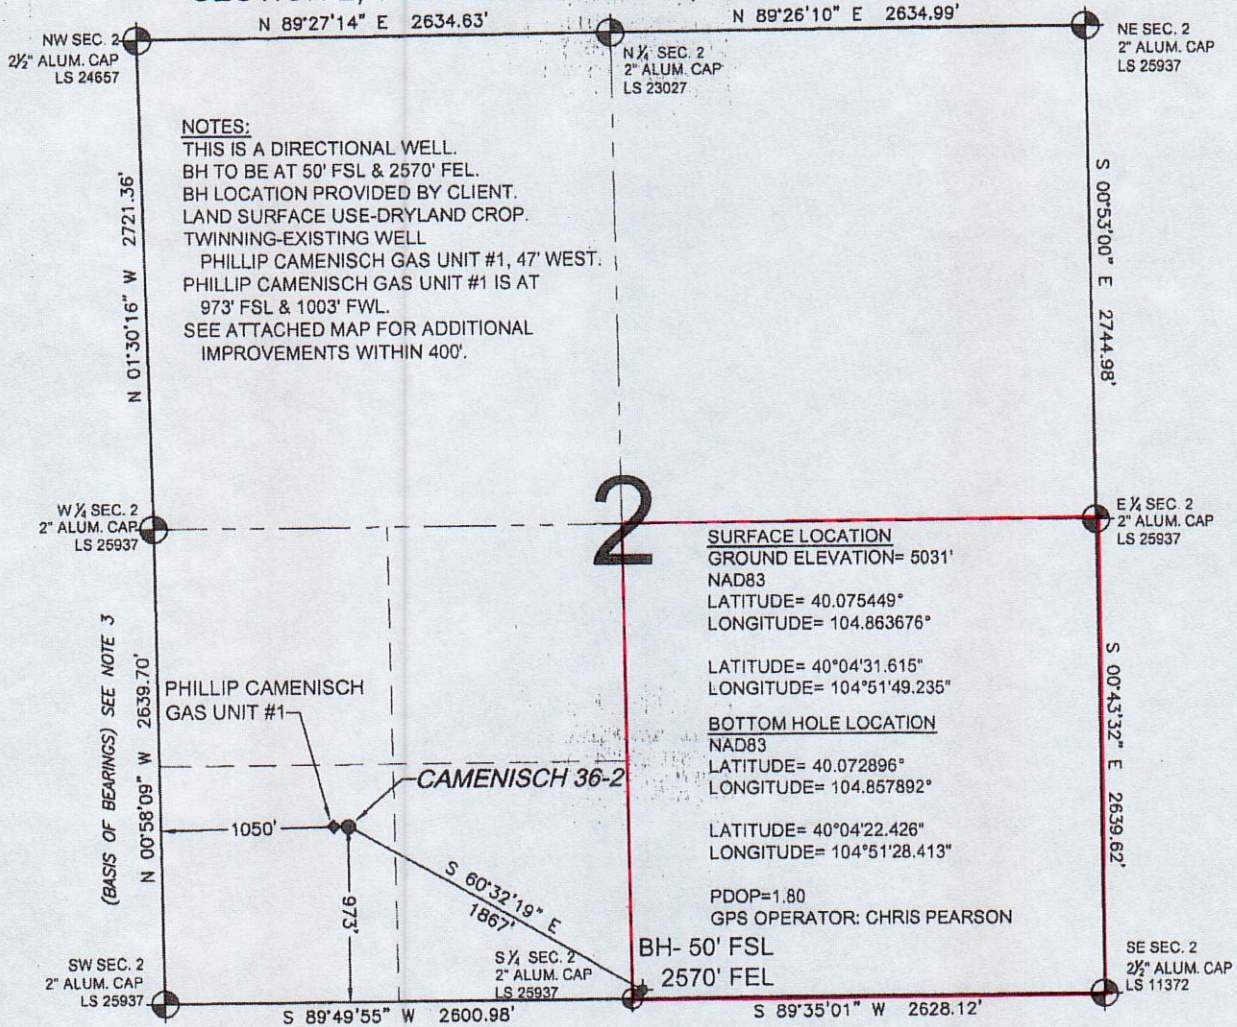 N 89°27'14" E 2634.63'
N 89°26'10" E 2634.99'
NW SEC. 2
2½" ALUM. CAP
LS 24657
N ¼ SEC. 2
2" ALUM. CAP
LS 23027
NE SEC. 2
2" ALUM. CAP
LS 25937
NOTES:
THIS IS A DIRECTIONAL WELL.
BH TO BE AT 50' FSL & 2570' FEL.
BH LOCATION PROVIDED BY CLIENT.
LAND SURFACE USE-DRYLAND CROP.
TWINNING-EXISTING WELL
PHILLIP CAMENISCH GAS UNIT #1, 47' WEST.
PHILLIP CAMENISCH GAS UNIT #1 IS AT
973' FSL & 1003' FWL.
SEE ATTACHED MAP FOR ADDITIONAL
IMPROVEMENTS WITHIN 400'.
N 01°30'16" W 2721.36'
S 00°53'00" E 2744.98'
W ¼ SEC. 2
2" ALUM. CAP
LS 25937
2
E ¼ SEC. 2
2" ALUM. CAP
LS 25937
SURFACE LOCATION
GROUND ELEVATION= 5031'
NAD83
LATITUDE= 40.075449°
LONGITUDE= 104.863676°
LATITUDE= 40°04'31.615"
LONGITUDE= 104°51'49.235"
BOTTOM HOLE LOCATION
NAD83
LATITUDE= 40.072896°
LONGITUDE= 104.857892°
LATITUDE= 40°04'22.426"
LONGITUDE= 104°51'28.413"
PDOP=1.80
GPS OPERATOR: CHRIS PEARSON
(BASIS OF BEARINGS) SEE NOTE 3
N 00°58'09" W 2639.70'
S 00°43'32" E 2639.62'
PHILLIP CAMENISCH
GAS UNIT #1
CAMENISCH 36-2
1050'
973'
S 60°32'19" E
1867'
BH- 50' FSL
2570' FEL
SW SEC. 2
2" ALUM. CAP
LS 25937
S ¼ SEC. 2
2" ALUM. CAP
LS 25937
SE SEC. 2
2½" ALUM. CAP
LS 11372
S 89°49'55" W 2600.98'
S 89°35'01" W 2628.12'